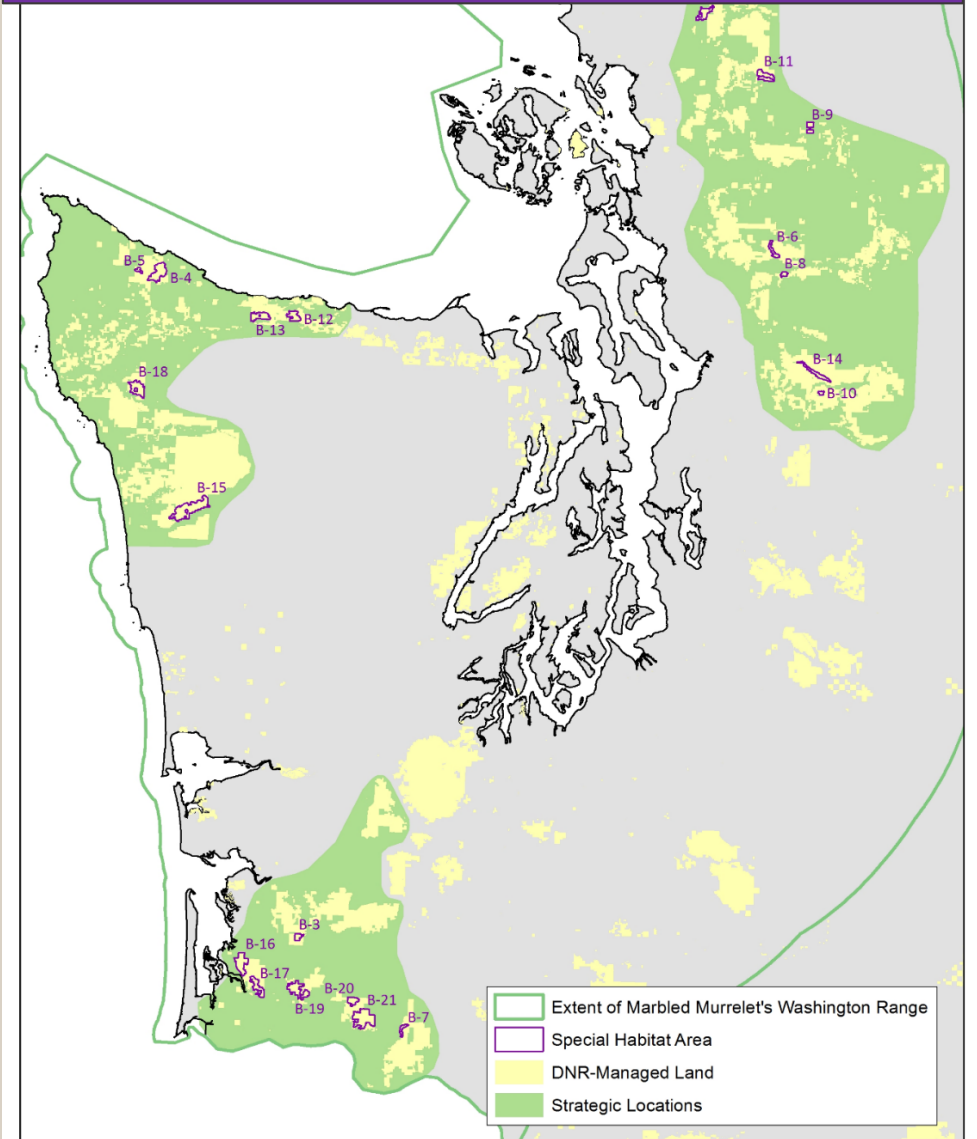 B-11
B-9
B-6
B-8
B-5
B-4
B-13
B-12
B-18
B-14
B-10
B-15
B-3
B-16
B-17
B-20
B-19
B-21
B-7
Extent of Marbled Murrelet's Washington Range
Special Habitat Area
DNR-Managed Land
Strategic Locations